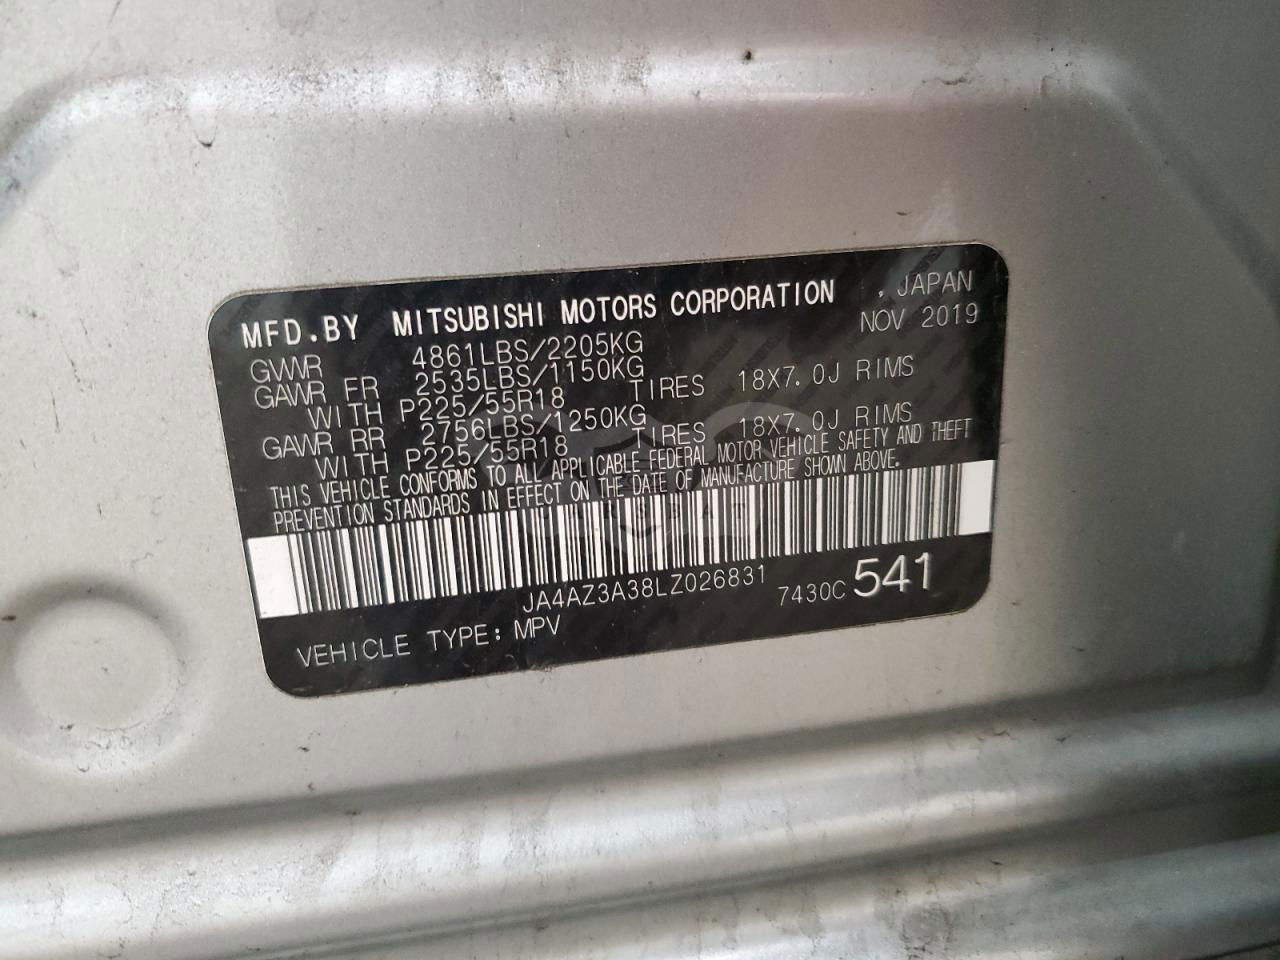 MFD.BY MITSUBISHI MOTORS CORPORATION , JAPAN
NOV 2019
GVWR 4861LBS/2205KG
GAWR FR 2535LBS/1150KG
WITH P225/55R18 TIRES 18X7.0J RIMS
GAWR RR 2756LBS/1250KG
WITH P225/55R18 TIRES 18X7.0J RIMS
THIS VEHICLE CONFORMS TO ALL APPLICABLE FEDERAL MOTOR VEHICLE SAFETY AND THEFT
PREVENTION STANDARDS IN EFFECT ON THE DATE OF MANUFACTURE SHOWN ABOVE.
JA4AZ3A38LZ026831
7430C 541
VEHICLE TYPE: MPV